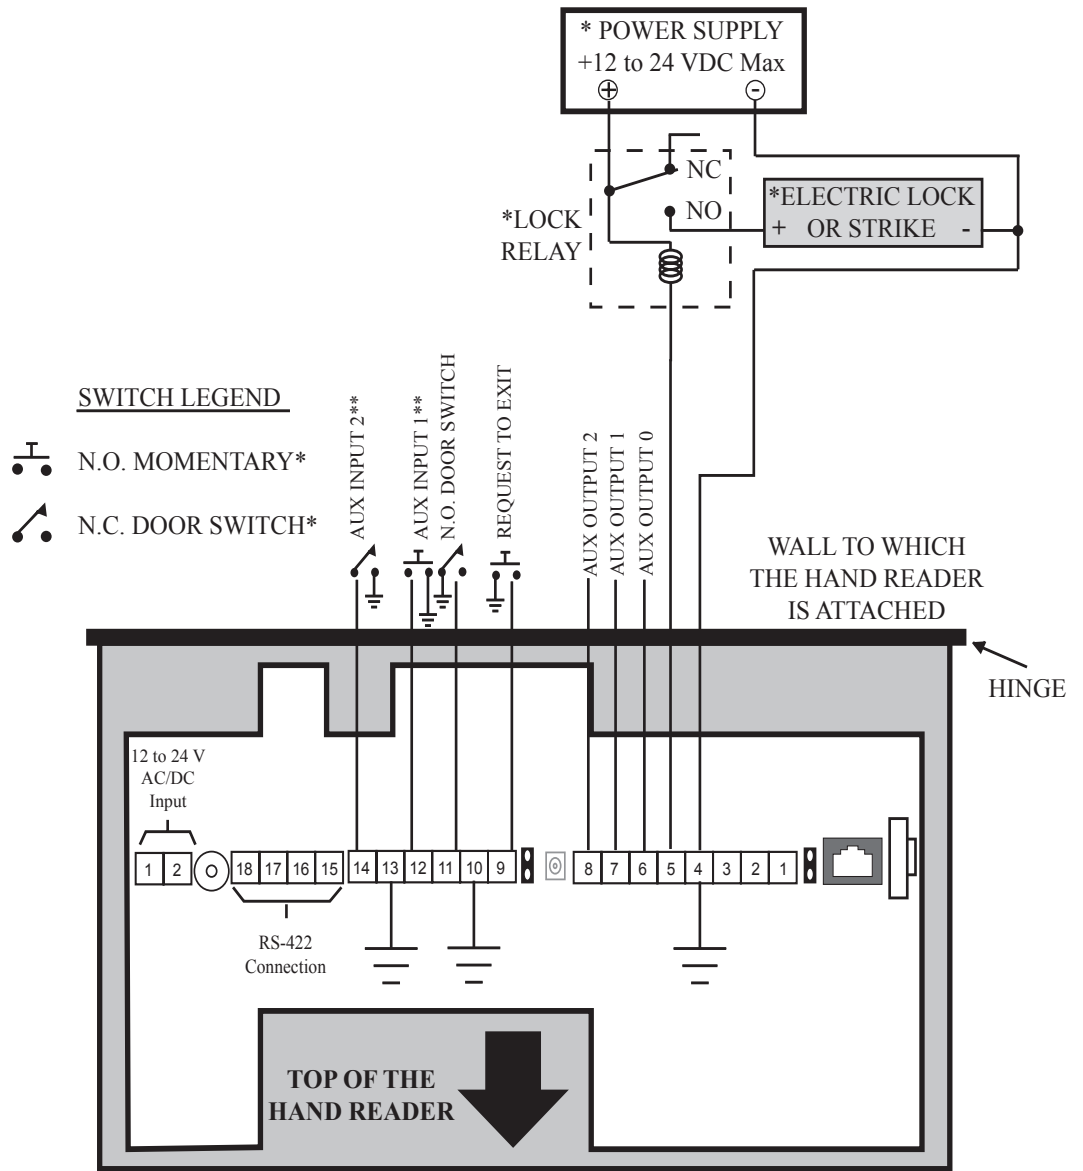 * POWER SUPPLY
+12 to 24 VDC Max
+ -
NC
NO
*LOCK
RELAY
*ELECTRIC LOCK
+ OR STRIKE -
SWITCH LEGEND
N.O. MOMENTARY*
N.C. DOOR SWITCH*
AUX INPUT 2**
AUX INPUT 1**
N.O. DOOR SWITCH
REQUEST TO EXIT
AUX OUTPUT 2
AUX OUTPUT 1
AUX OUTPUT 0
WALL TO WHICH
THE HAND READER
IS ATTACHED
HINGE
12 to 24 V
AC/DC
Input
1 2 18 17 16 15 14 13 12 11 10 9 8 7 6 5 4 3 2 1
RS-422
Connection
TOP OF THE
HAND READER